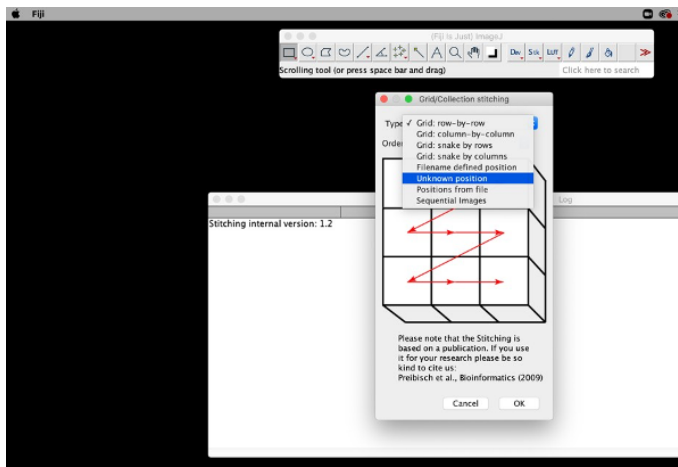 Fiji
(Fiji Is Just) ImageJ
Dev Stk LUT
Scrolling tool (or press space bar and drag)
Click here to search
Grid/Collection stitching
Type ✓ Grid: row-by-row
Grid: column-by-column
Orde
Grid: snake by rows
Grid: snake by columns
Filename defined position
Unknown position
Positions from file
Sequential Images
Log
Stitching internal version: 1.2
Please note that the Stitching is
based on a publication. If you use
it for your research please be so
kind to cite us:
Preibisch et al., Bioinformatics (2009)
Cancel
OK